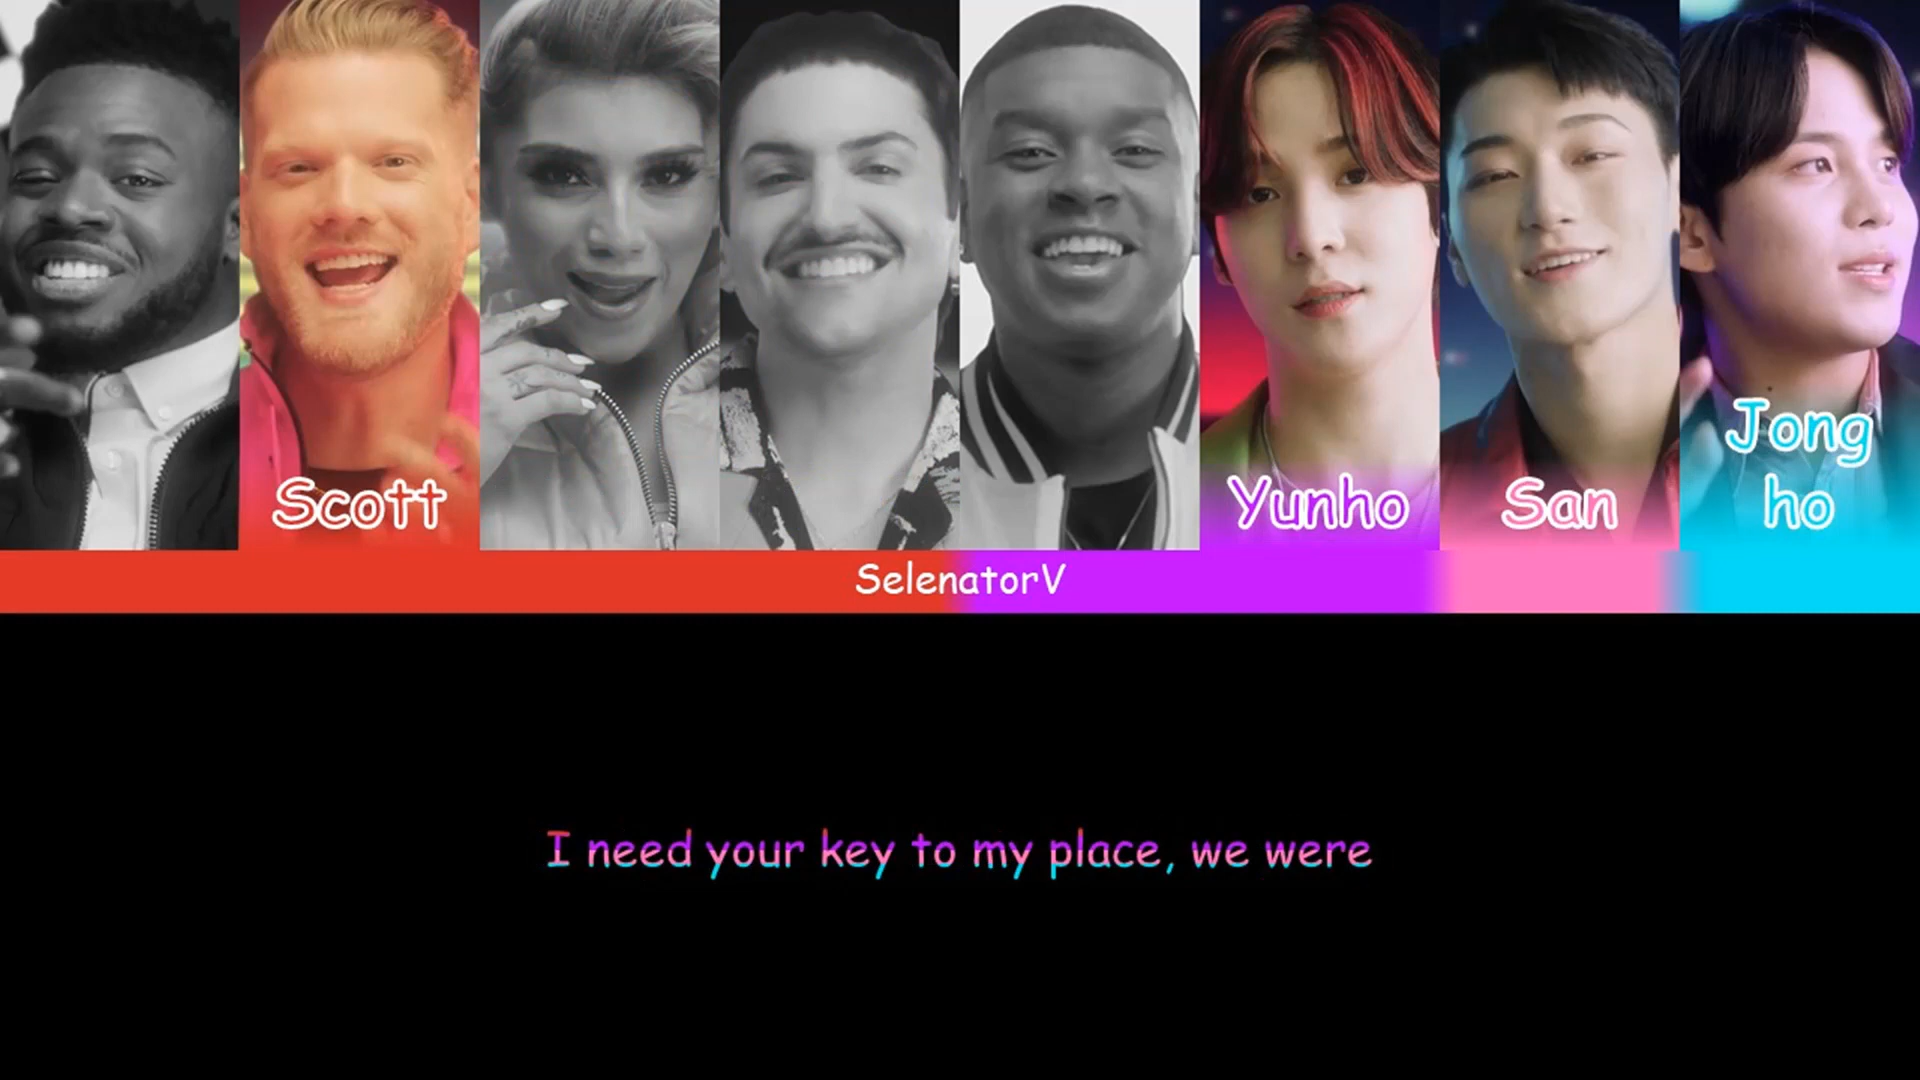 Scott
Yunho
San
Jong
ho
SelenatorV
I need your key to my place, we were